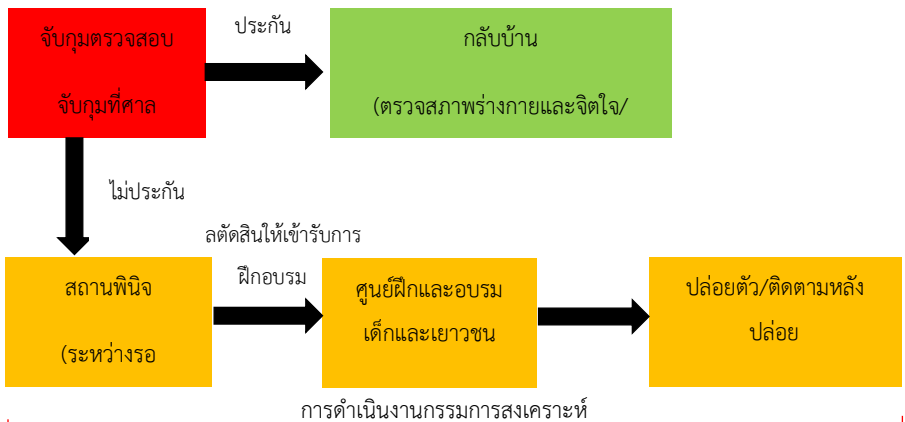 จับกุมตรวจสอบ
จับกุมที่ศาล
ประกัน
กลับบ้าน
(ตรวจสภาพร่างกายและจิตใจ/
ไม่ประกัน
ลตัดสินให้เข้ารับการ
ฝึกอบรม
สถานพินิจ
(ระหว่างรอ
ศูนย์ฝึกและอบรม
เด็กและเยาวชน
ปล่อยตัว/ติดตามหลัง
ปล่อย
การดำเนินงานกรรมการสงเคราะห์